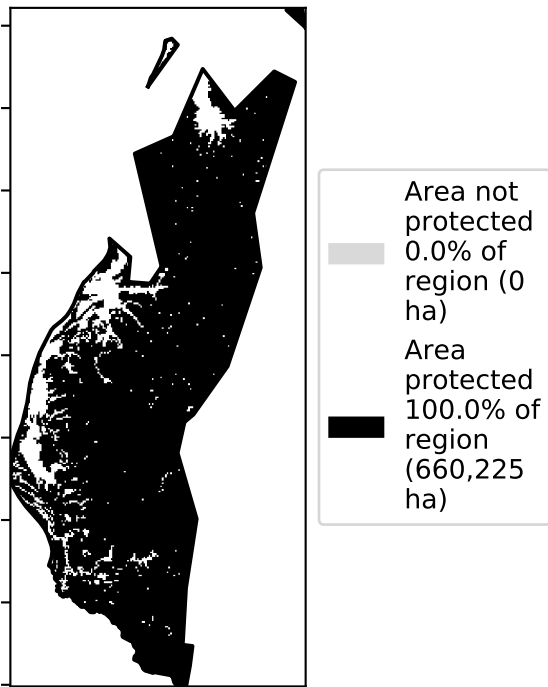 Area not
protected
0.0% of
region (0
ha)
Area
protected
100.0% of
region
(660,225
ha)